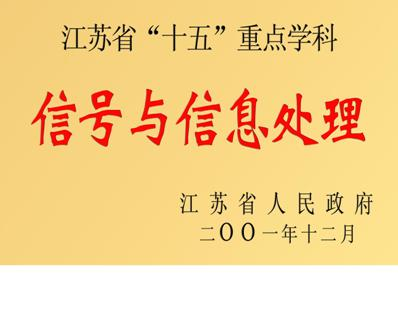 江苏省“十五”重点学科
信号与信息处理
江苏省人民政府
二〇〇一年十二月